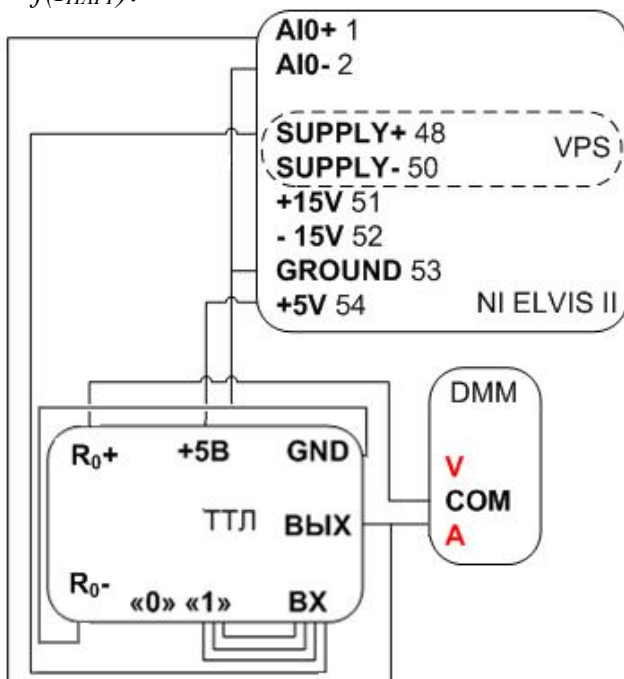 f(I_НАГР).
AI0+ 1
AI0- 2
SUPPLY+ 48
VPS
SUPPLY- 50
+15V 51
- 15V 52
GROUND 53
+5V 54
NI ELVIS II
DMM
V
COM
A
R₀+ +5В GND
ТТЛ ВЫХ
R₀- «0» «1» ВХ